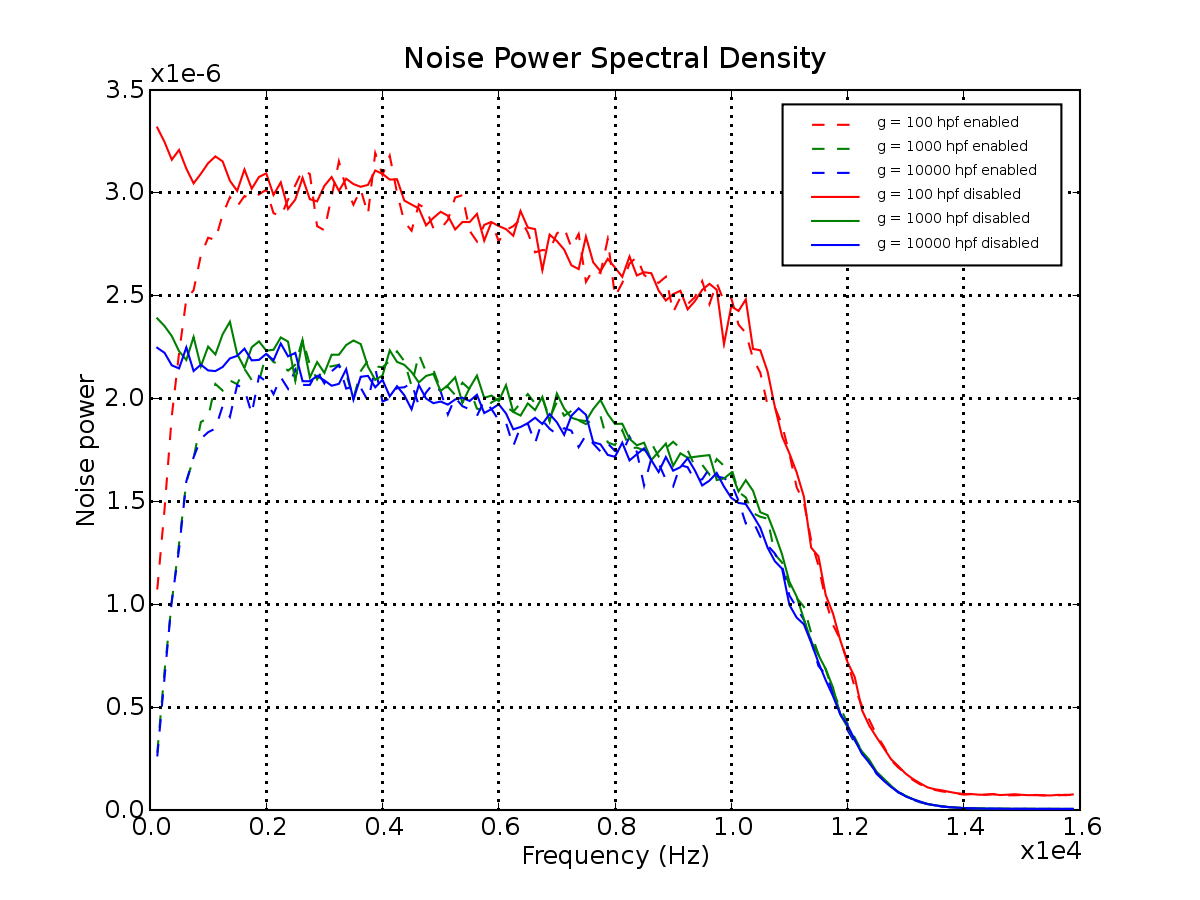 Noise Power Spectral Density
x1e-6
3.5
3.0
2.5
2.0
1.5
1.0
0.5
0.0
Noise power
g = 100 hpf enabled
g = 1000 hpf enabled
g = 10000 hpf enabled
g = 100 hpf disabled
g = 1000 hpf disabled
g = 10000 hpf disabled
0.0 0.2 0.4 0.6 0.8 1.0 1.2 1.4 1.6
x1e4
Frequency (Hz)